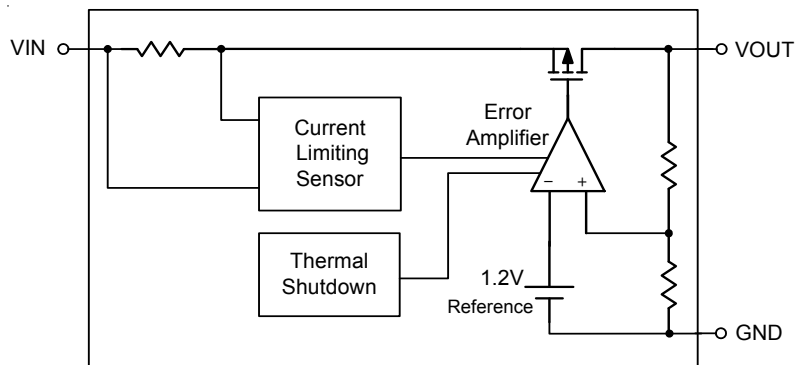 VIN
VOUT
Error
Amplifier
Current
Limiting
Sensor
− +
Thermal
Shutdown
1.2V
Reference
GND